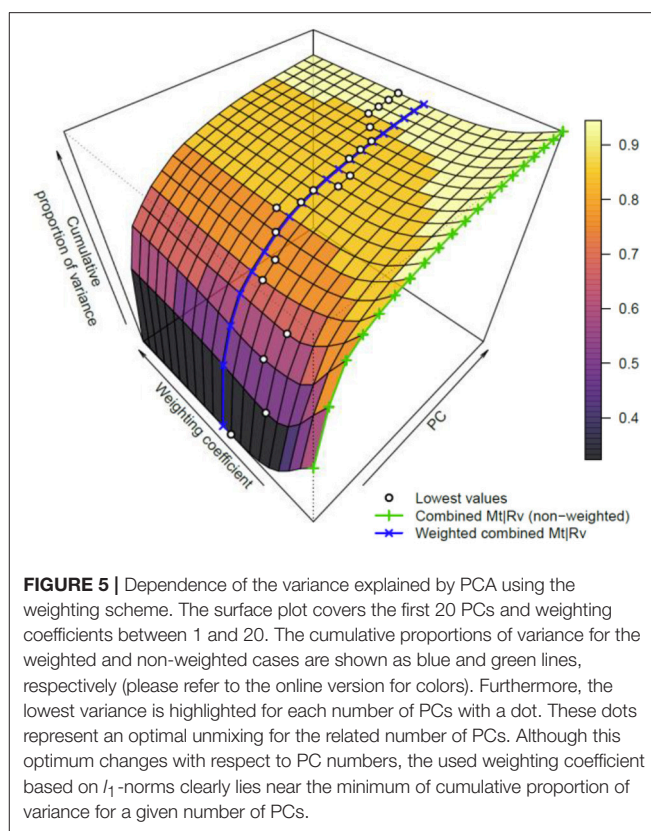 Cumulative
proportion of variance
Weighting coefficient
PC
0.9
0.8
0.7
0.6
0.5
0.4
Lowest values
Combined Mt|Rv (non−weighted)
Weighted combined Mt|Rv
FIGURE 5 | Dependence of the variance explained by PCA using the
weighting scheme. The surface plot covers the first 20 PCs and weighting
coefficients between 1 and 20. The cumulative proportions of variance for the
weighted and non-weighted cases are shown as blue and green lines,
respectively (please refer to the online version for colors). Furthermore, the
lowest variance is highlighted for each number of PCs with a dot. These dots
represent an optimal unmixing for the related number of PCs. Although this
optimum changes with respect to PC numbers, the used weighting coefficient
based on l1-norms clearly lies near the minimum of cumulative proportion of
variance for a given number of PCs.